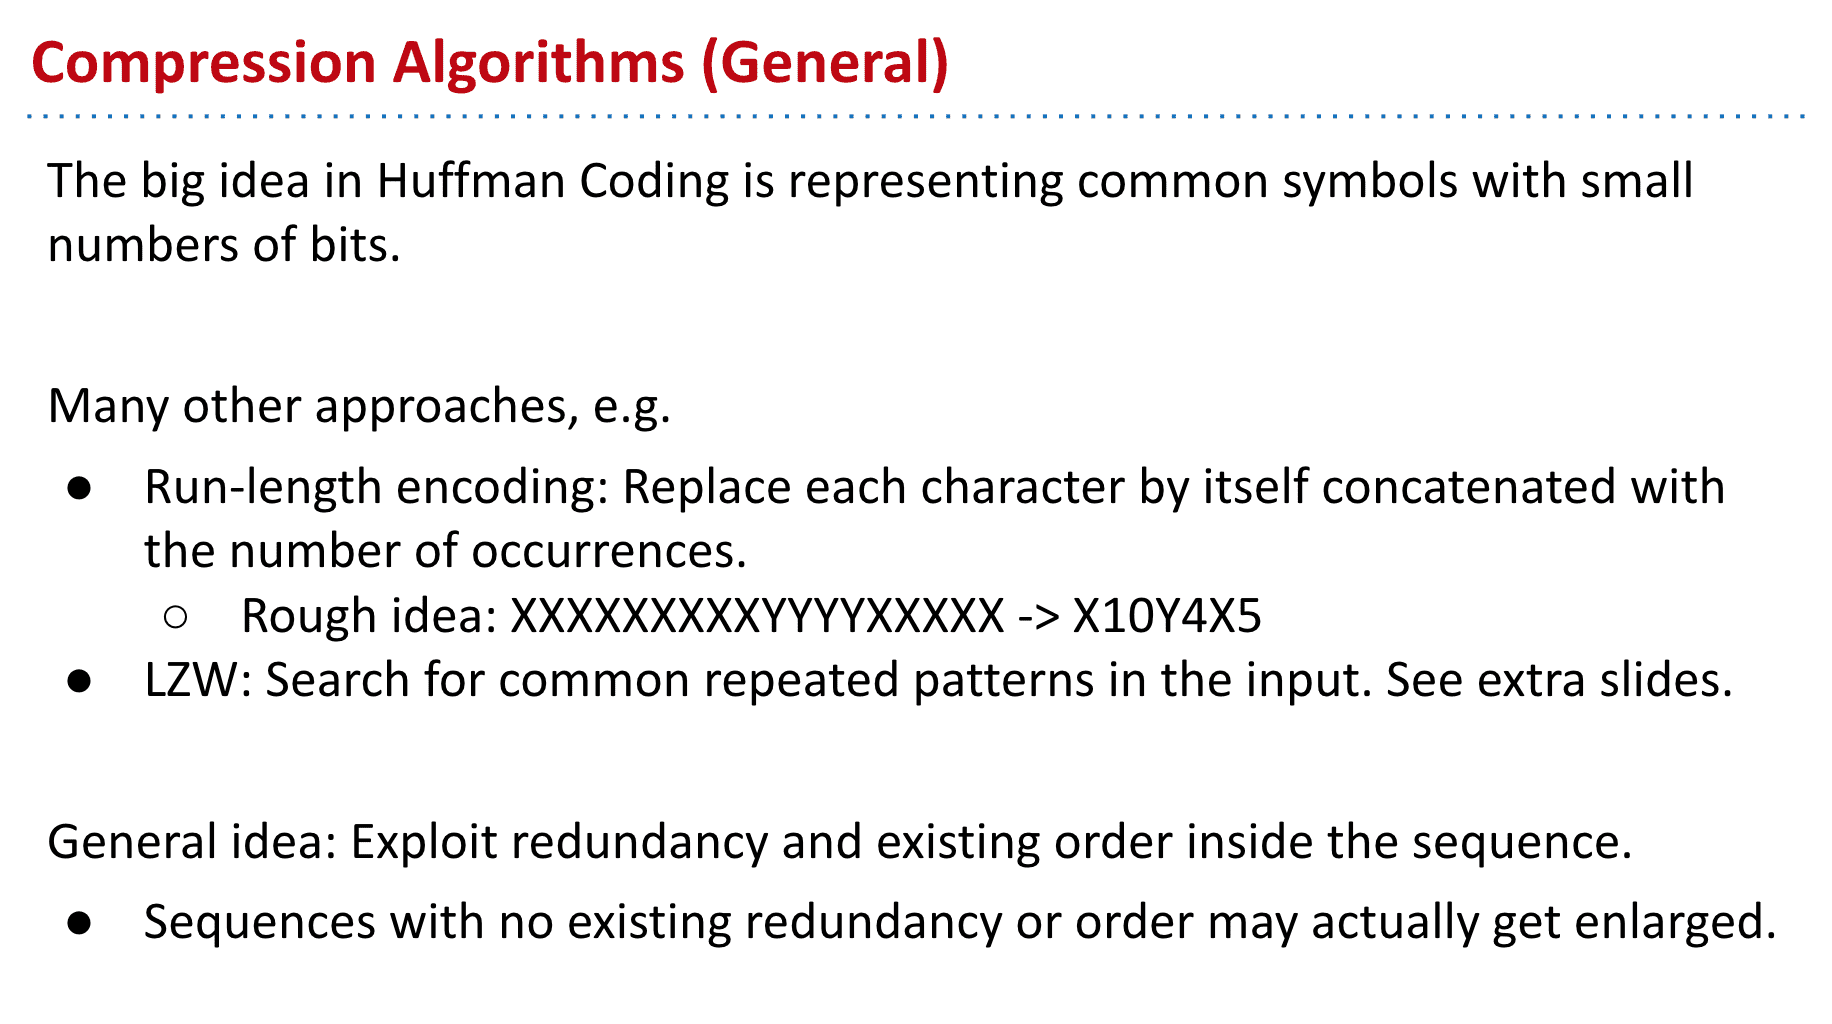 Compression Algorithms (General)
The big idea in Huffman Coding is representing common symbols with small
numbers of bits.
Many other approaches, e.g.
● Run-length encoding: Replace each character by itself concatenated with
the number of occurrences.
○ Rough idea: XXXXXXXXXYYYYXXXXX -> X10Y4X5
● LZW: Search for common repeated patterns in the input. See extra slides.
General idea: Exploit redundancy and existing order inside the sequence.
● Sequences with no existing redundancy or order may actually get enlarged.